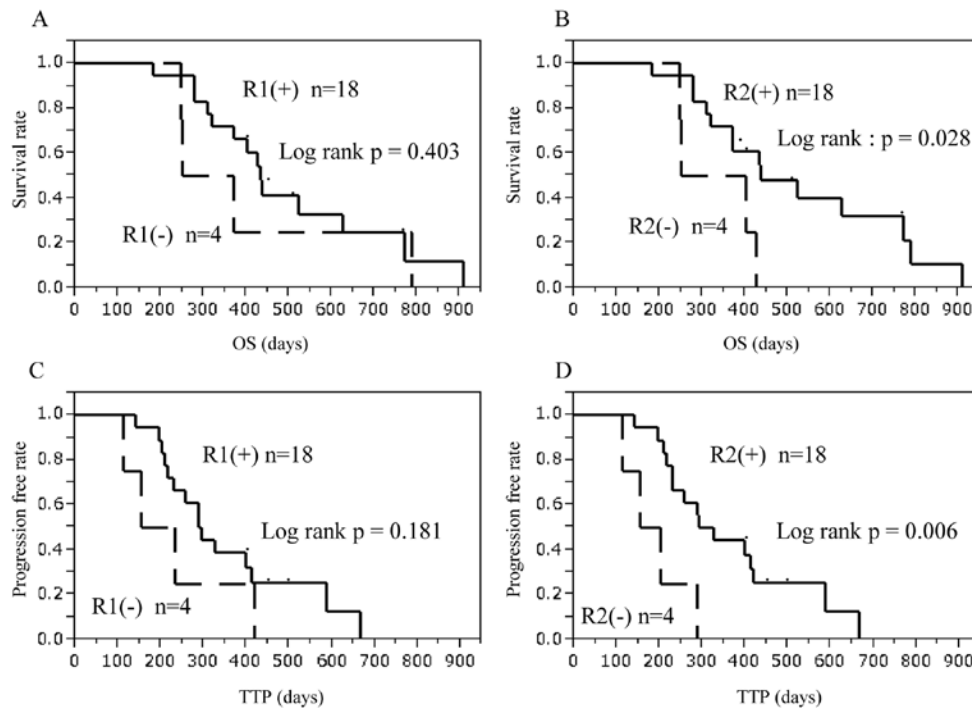 A
Survival rate
1.0
0.8
0.6
0.4
0.2
0.0
R1(+) n=18
Log rank p = 0.403
R1(-) n=4
0 100 200 300 400 500 600 700 800 900
OS (days)
B
Survival rate
1.0
0.8
0.6
0.4
0.2
0.0
R2(+) n=18
Log rank : p = 0.028
R2(-) n=4
0 100 200 300 400 500 600 700 800 900
OS (days)
C
Progression free rate
1.0
0.8
0.6
0.4
0.2
0.0
R1(+) n=18
Log rank p = 0.181
R1(-) n=4
0 100 200 300 400 500 600 700 800 900
TTP (days)
D
Progression free rate
1.0
0.8
0.6
0.4
0.2
0.0
R2(+) n=18
Log rank p = 0.006
R2(-) n=4
0 100 200 300 400 500 600 700 800 900
TTP (days)